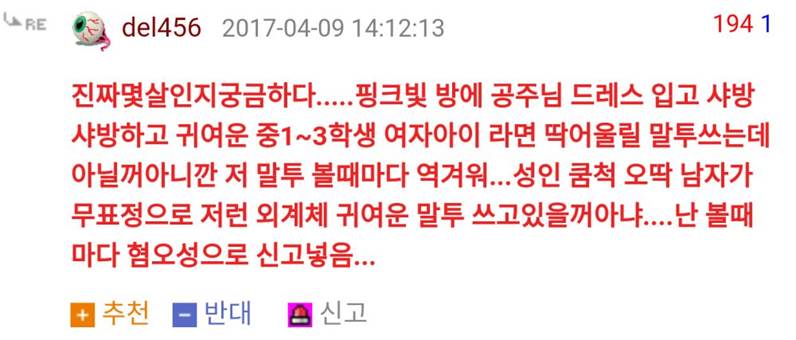 RE del456 2017-04-09 14:12:13 194 1
진짜몇살인지궁금하다.....핑크빛 방에 공주님 드레스 입고 샤방
샤방하고 귀여운 중1~3학생 여자아이 라면 딱어울릴 말투쓰는데
아닐꺼아니깐 저 말투 볼때마다 역겨워...성인 쿰척 오딱 남자가
무표정으로 저런 외계체 귀여운 말투 쓰고있을꺼아냐....난 볼때
마다 혐오성으로 신고넣음...
추천 반대 신고